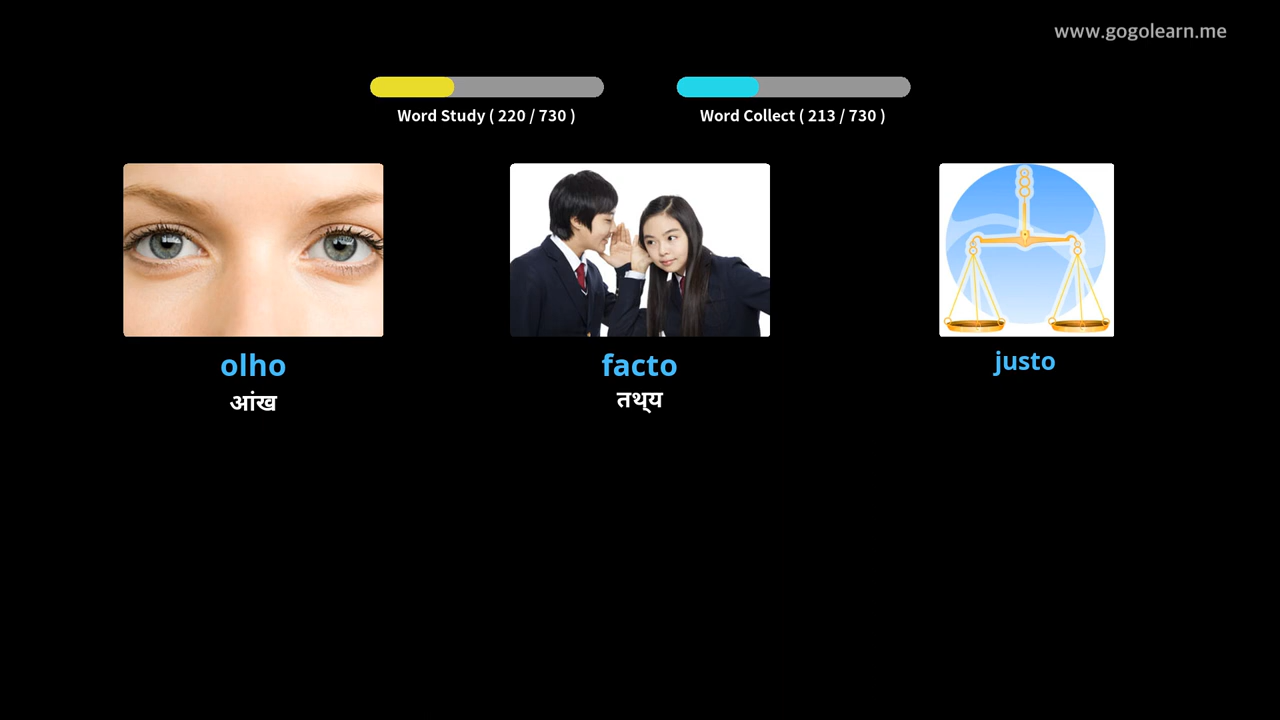 www.gogolearn.me
Word Study ( 220 / 730 )
Word Collect ( 213 / 730 )
olho
आंख
facto
तथ्य
justo